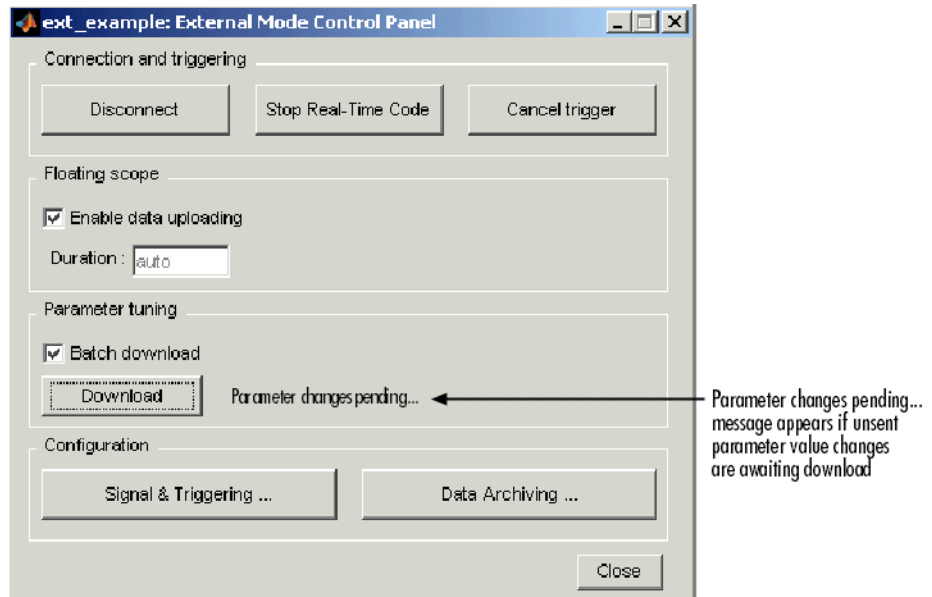 ext_example: External Mode Control Panel
Connection and triggering
Disconnect
Stop Real-Time Code
Cancel trigger
Floating scope
Enable data uploading
Duration :
auto
Parameter tuning
Batch download
Download
Parameter changes pending...
Parameter changes pending...
message appears if unsent
parameter value changes
are awaiting download
Configuration
Signal & Triggering ...
Data Archiving ...
Close